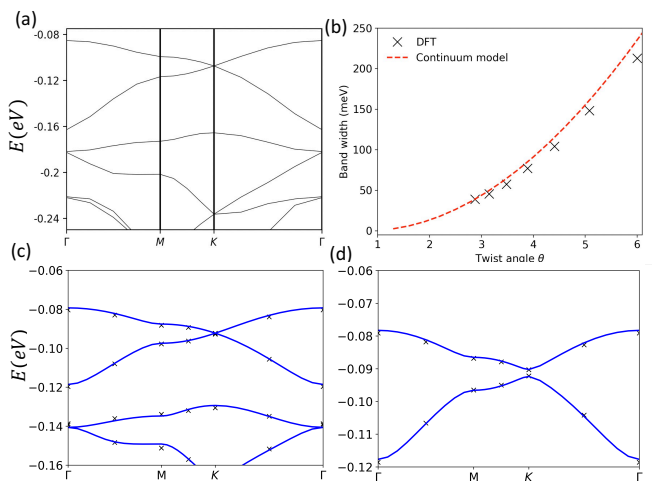 (a)
E(eV)
-0.08
-0.12
-0.16
-0.2
-0.24
Γ M K Γ
(b)
Band width (meV)
250
200
150
100
50
0
DFT
Continuum model
1 2 3 4 5 6
Twist angle θ
(c)
E(eV)
−0.06
−0.08
−0.10
−0.12
−0.14
−0.16
Γ M K Γ
(d)
−0.06
−0.07
−0.08
−0.09
−0.10
−0.11
−0.12
Γ M K Γ